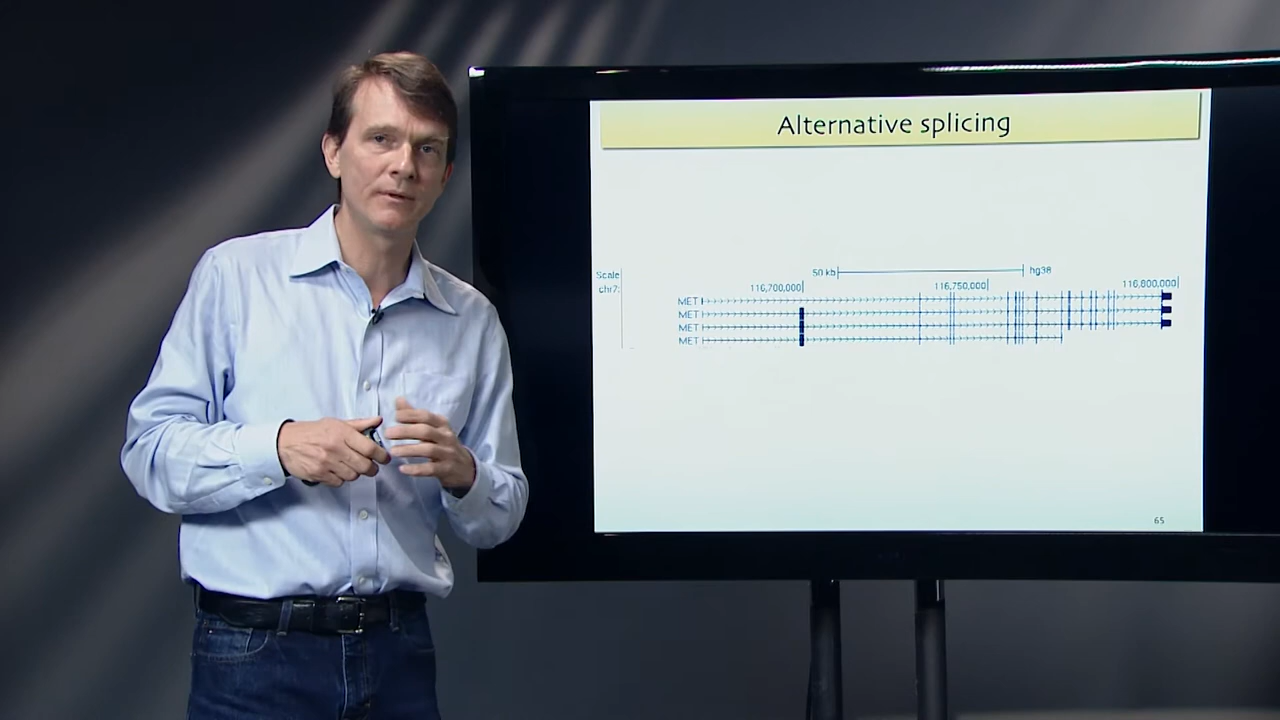 Alternative splicing
Scale
50 kb
hg38
chr7:
116,700,000
116,750,000
116,800,000
MET
MET
MET
MET
65